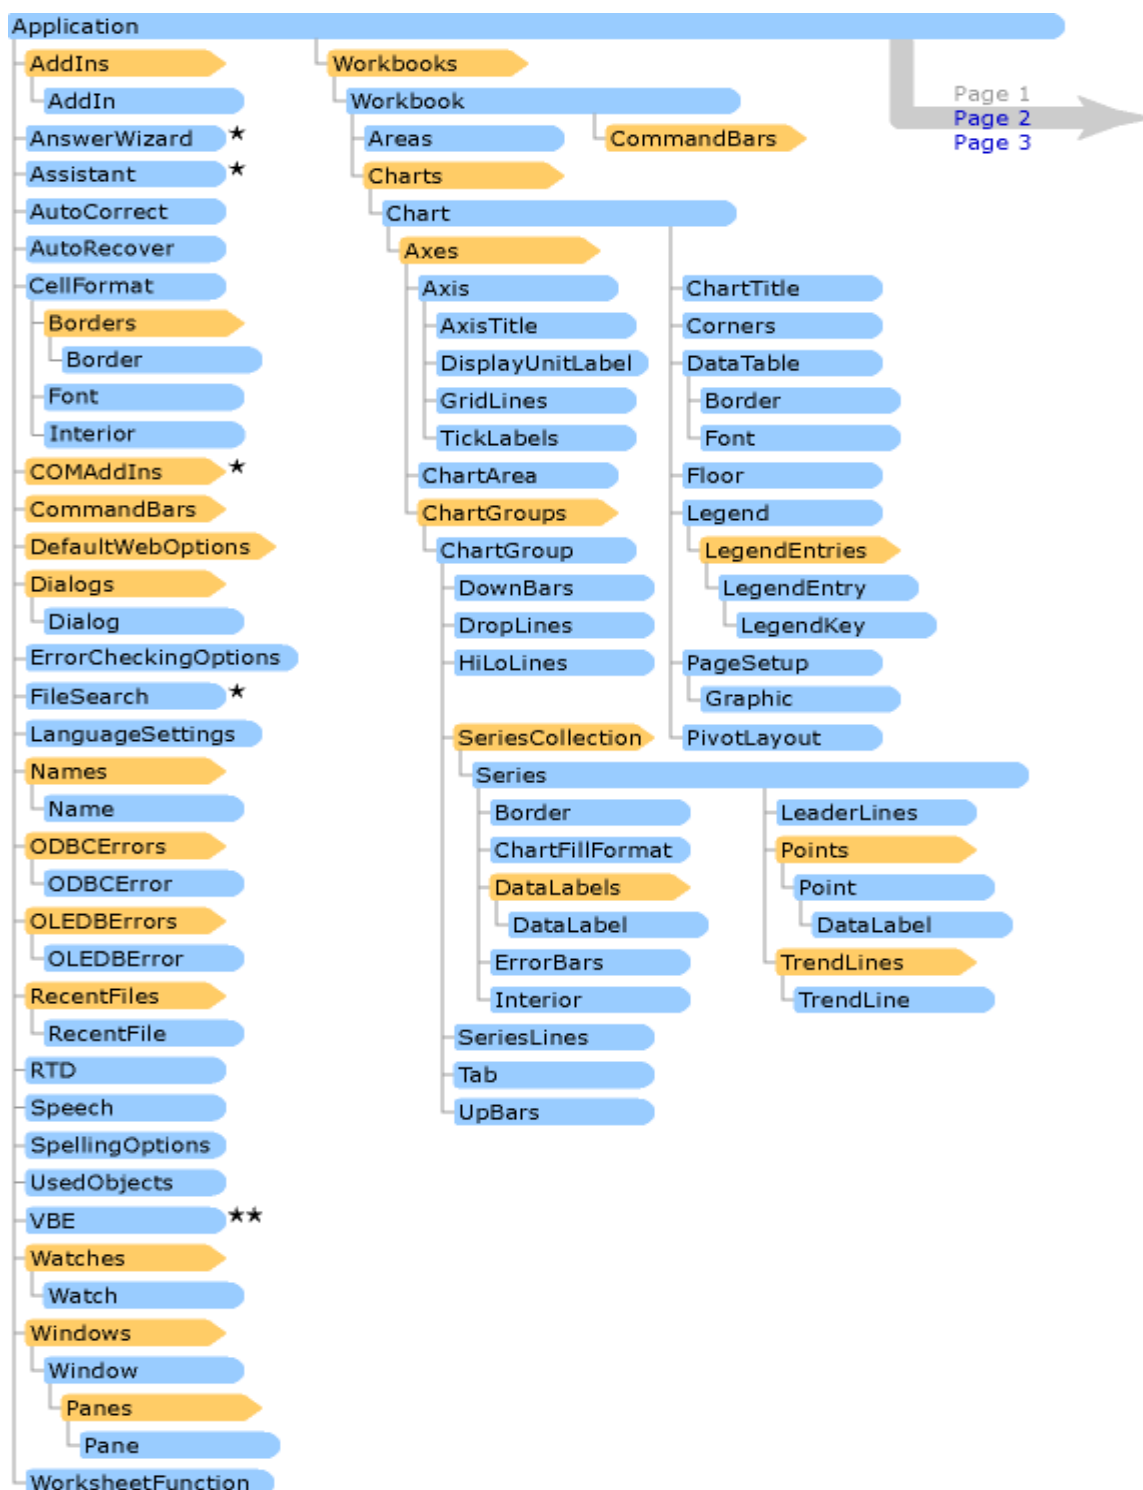 Application
AddIns
AddIn
AnswerWizard ★
Assistant ★
AutoCorrect
AutoRecover
CellFormat
Borders
Border
Font
Interior
COMAddIns ★
CommandBars
DefaultWebOptions
Dialogs
Dialog
ErrorCheckingOptions
FileSearch ★
LanguageSettings
Names
Name
ODBCErrors
ODBCError
OLEDBErrors
OLEDBError
RecentFiles
RecentFile
RTD
Speech
SpellingOptions
UsedObjects
VBE ★★
Watches
Watch
Windows
Window
Panes
Pane
WorksheetFunction
Workbooks
Workbook
Areas
CommandBars
Charts
Chart
Axes
Axis
AxisTitle
DisplayUnitLabel
GridLines
TickLabels
ChartArea
ChartGroups
ChartGroup
DownBars
DropLines
HiLoLines
SeriesCollection
Series
Border
ChartFillFormat
DataLabels
DataLabel
ErrorBars
Interior
LeaderLines
Points
Point
DataLabel
TrendLines
TrendLine
SeriesLines
Tab
UpBars
ChartTitle
Corners
DataTable
Border
Font
Floor
Legend
LegendEntries
LegendEntry
LegendKey
PageSetup
Graphic
PivotLayout
Page 1
Page 2
Page 3